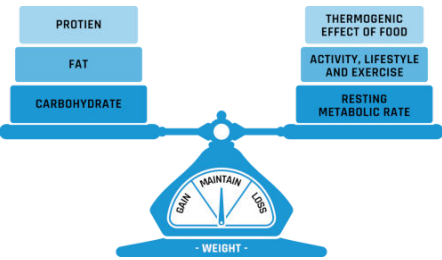 PROTIEN
FAT
CARBOHYDRATE
THERMOGENIC
EFFECT OF FOOD
ACTIVITY, LIFESTYLE
AND EXERCISE
RESTING
METABOLIC RATE
GAIN
MAINTAIN
LOSS
- WEIGHT -